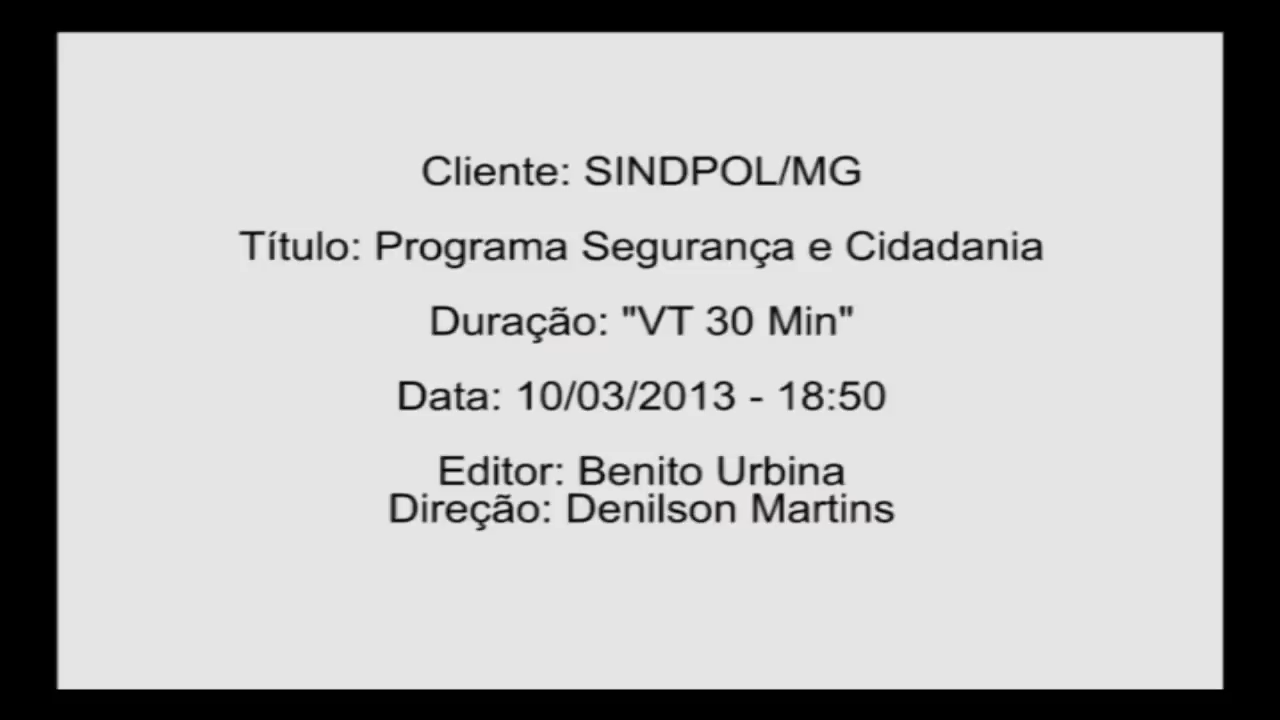 Cliente: SINDPOL/MG
Título: Programa Segurança e Cidadania
Duração: "VT 30 Min"
Data: 10/03/2013 - 18:50
Editor: Benito Urbina
Direção: Denilson Martins